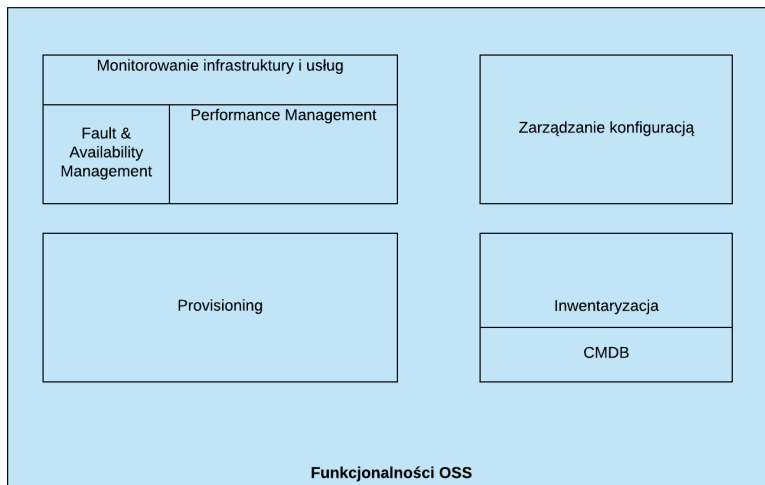 Monitorowanie infrastruktury i usług
Fault &
Availability
Management
Performance Management
Zarządzanie konfiguracją
Provisioning
Inwentaryzacja
CMDB
Funkcjonalności OSS